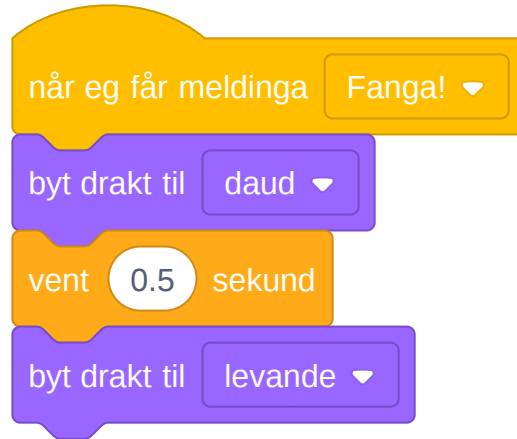 når eg får meldinga Fanga!
byt drakt til daud
vent 0.5 sekund
byt drakt til levande